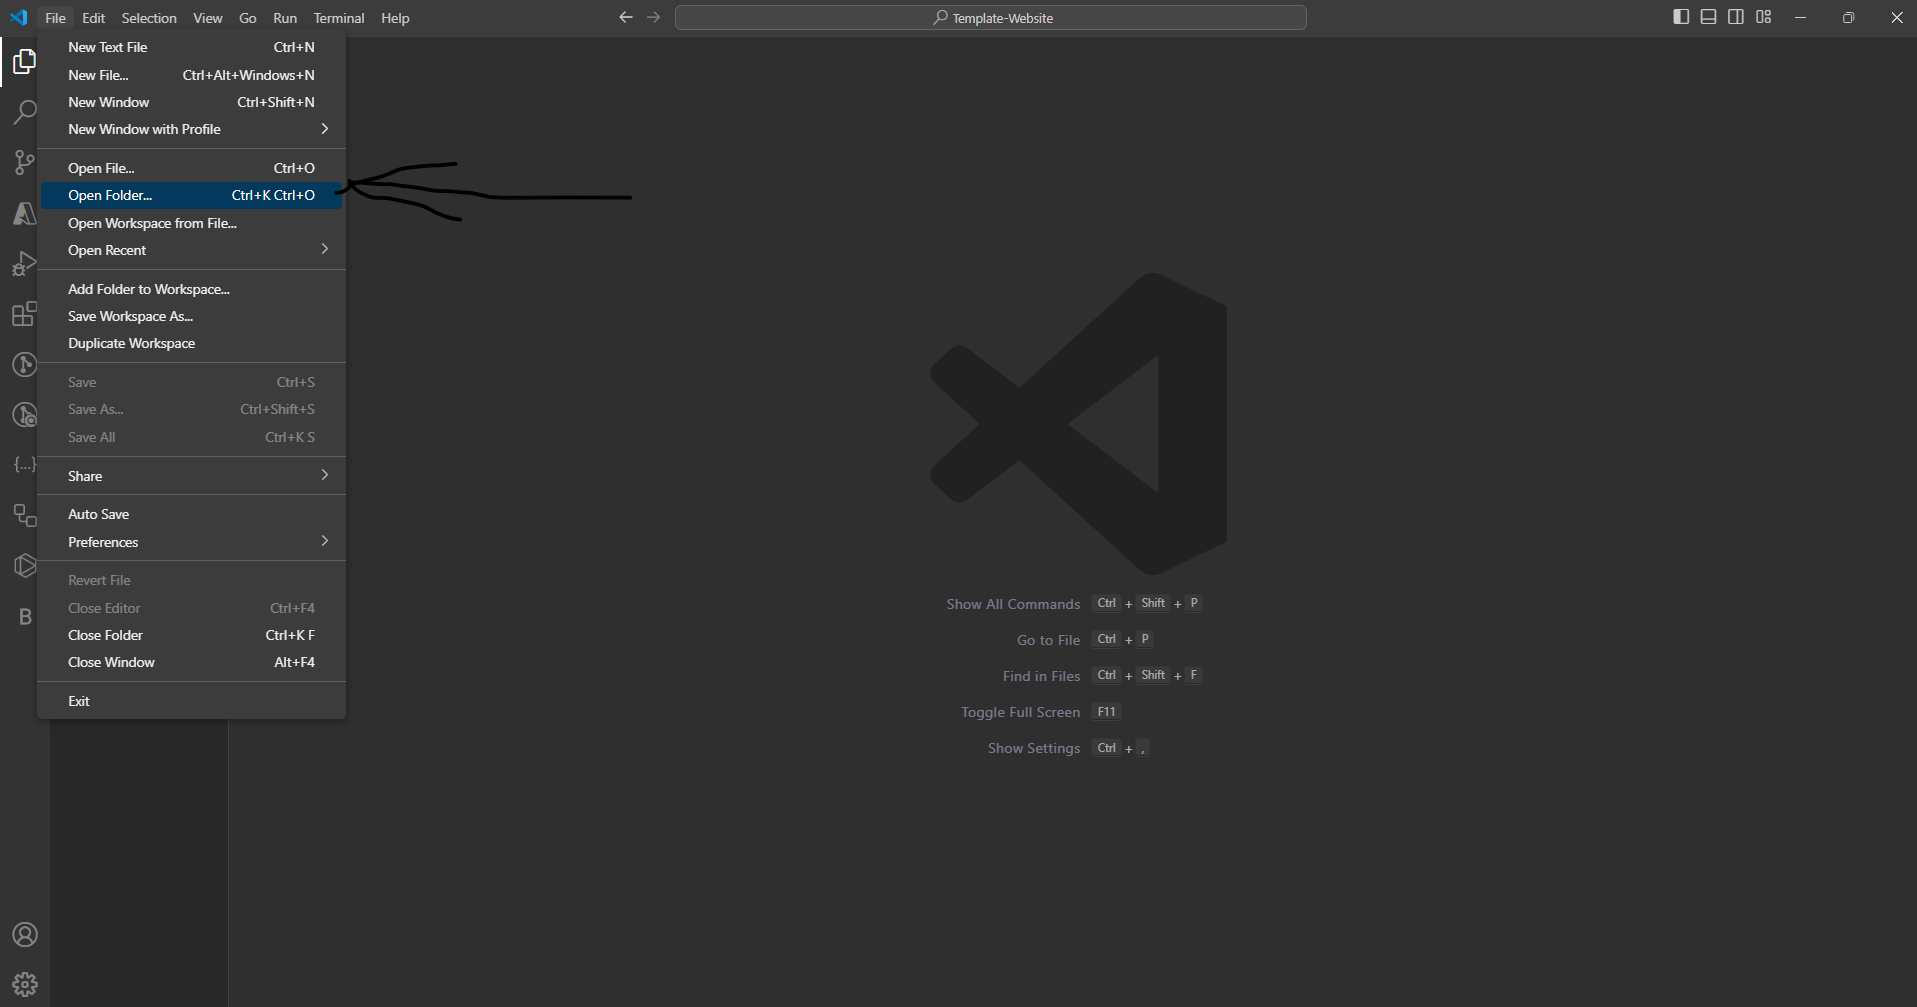 File Edit Selection View Go Run Terminal Help
Template-Website
New Text File Ctrl+N
New File... Ctrl+Alt+Windows+N
New Window Ctrl+Shift+N
New Window with Profile
Open File... Ctrl+O
Open Folder... Ctrl+K Ctrl+O
Open Workspace from File...
Open Recent
Add Folder to Workspace...
Save Workspace As...
Duplicate Workspace
Save Ctrl+S
Save As... Ctrl+Shift+S
Save All Ctrl+K S
Share
Auto Save
Preferences
Revert File
Close Editor Ctrl+F4
Close Folder Ctrl+K F
Close Window Alt+F4
Exit
{...}
B
Show All Commands Ctrl + Shift + P
Go to File Ctrl + P
Find in Files Ctrl + Shift + F
Toggle Full Screen F11
Show Settings Ctrl + ,